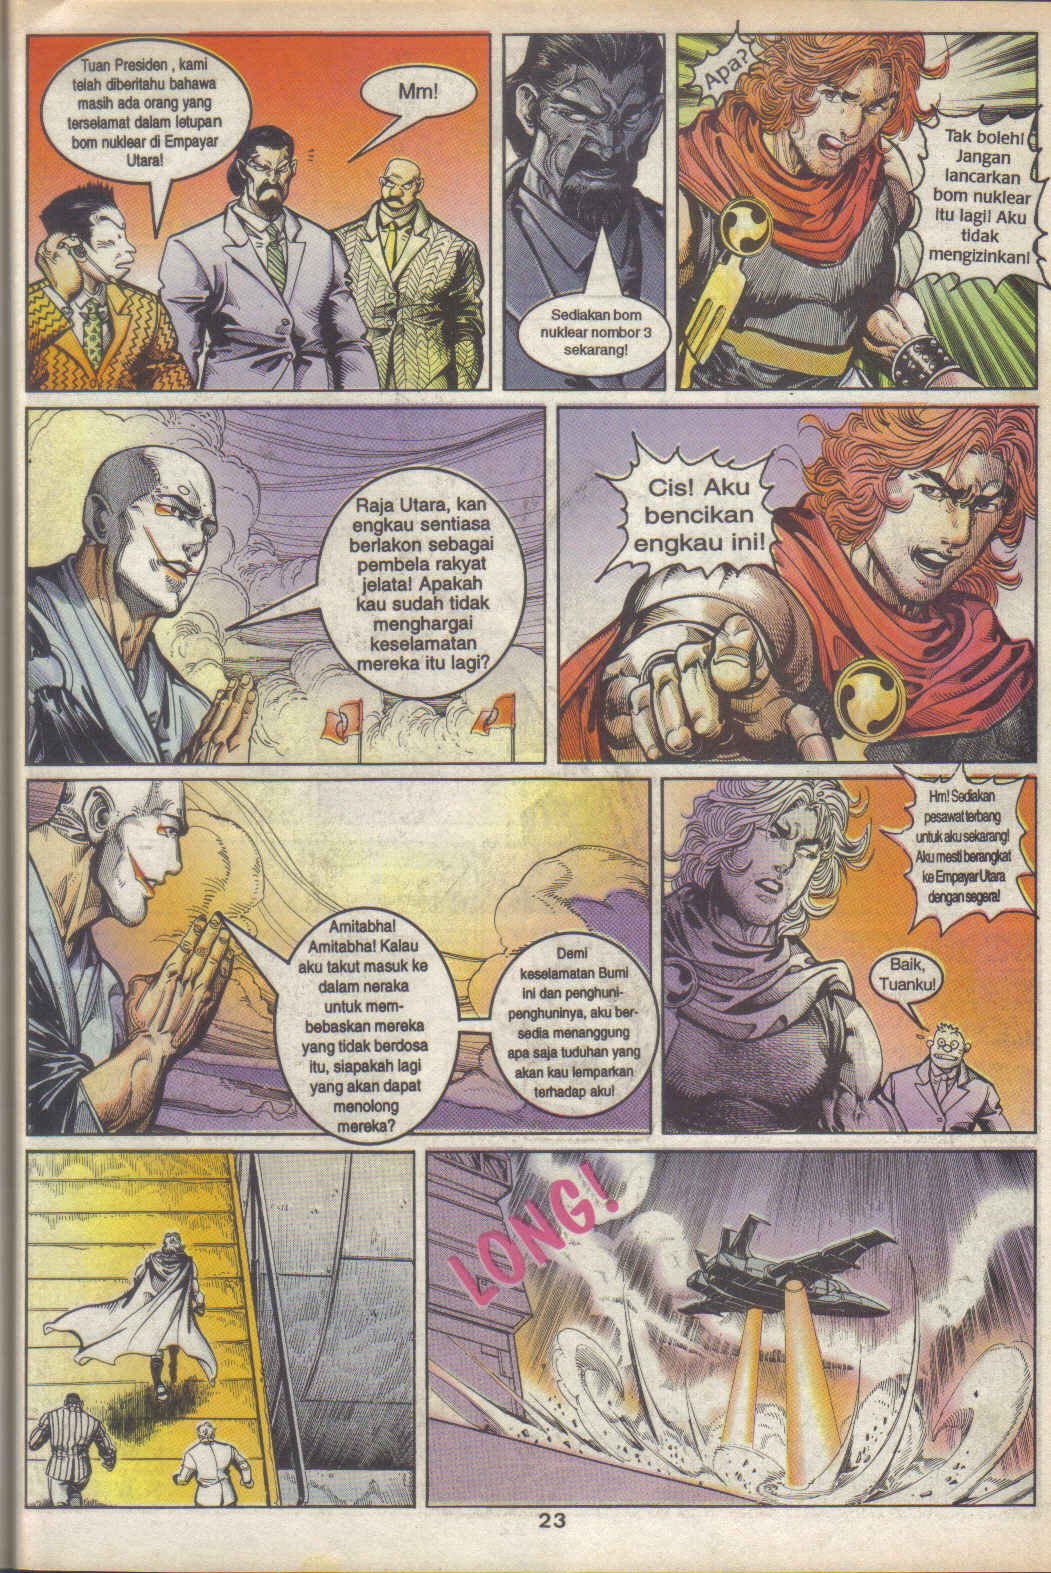 Tuan Presiden , kami
telah diberitahu bahawa
masih ada orang yang
terselamat dalam letupan
bom nuklear di Empayar
Utara!
Mm!
Sediakan bom
nuklear nombor 3
sekarang!
Apa?
Tak boleh!
Jangan
lancarkan
bom nuklear
itu lagi! Aku
tidak
mengizinkan!
Raja Utara, kan
engkau sentiasa
berlakon sebagai
pembela rakyat
jelata! Apakah
kau sudah tidak
menghargai
keselamatan
mereka itu lagi?
Cis! Aku
bencikan
engkau ini!
Amitabha!
Amitabha! Kalau
aku takut masuk ke
dalam neraka
untuk mem-
bebaskan mereka
yang tidak berdosa
itu, siapakah lagi
yang akan dapat
menolong
mereka?
Demi
keselamatan Bumi
ini dan penghuni-
penghuninya, aku ber-
sedia menanggung
apa saja tuduhan yang
akan kau lemparkan
terhadap aku!
Hm! Sediakan
pesawat terbang
untuk aku sekarang!
Aku mesti berangkat
ke Empayar Utara
dengan segera!
Baik,
Tuanku!
LONG!
23